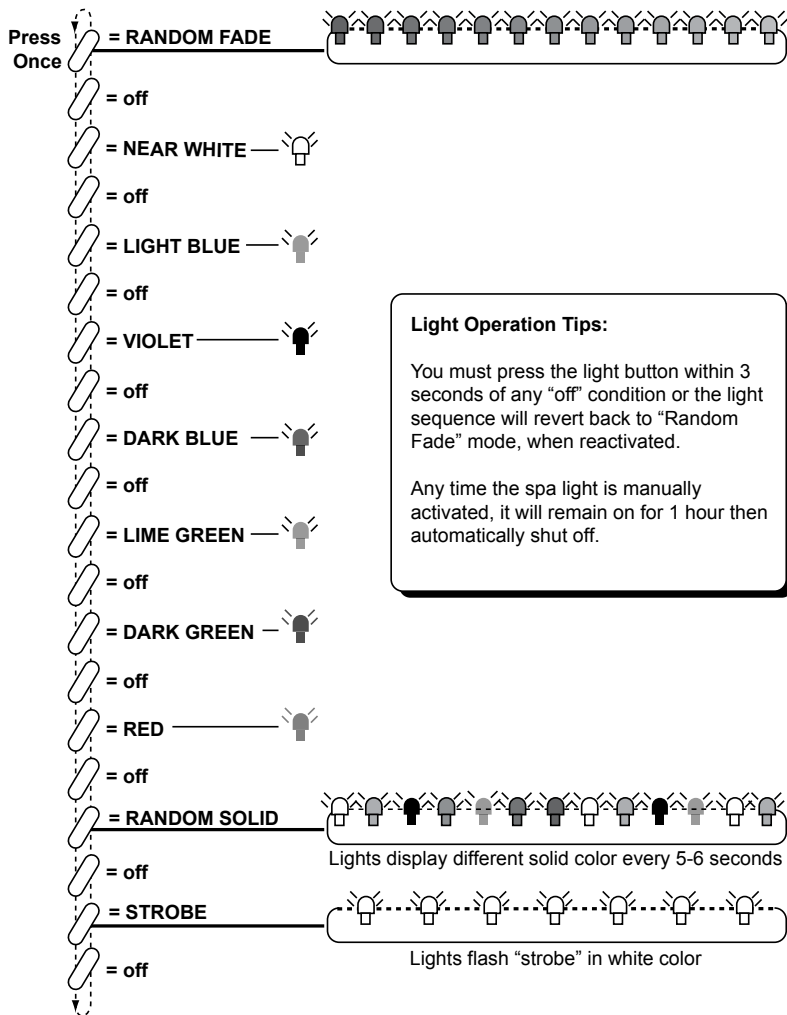 Press
Once
= RANDOM FADE
= off
= NEAR WHITE
= off
= LIGHT BLUE
= off
= VIOLET
= off
= DARK BLUE
= off
= LIME GREEN
= off
= DARK GREEN
= off
= RED
= off
= RANDOM SOLID
Lights display different solid color every 5-6 seconds
= off
= STROBE
Lights flash “strobe” in white color
= off
Light Operation Tips:
You must press the light button within 3
seconds of any “off” condition or the light
sequence will revert back to “Random
Fade” mode, when reactivated.
Any time the spa light is manually
activated, it will remain on for 1 hour then
automatically shut off.